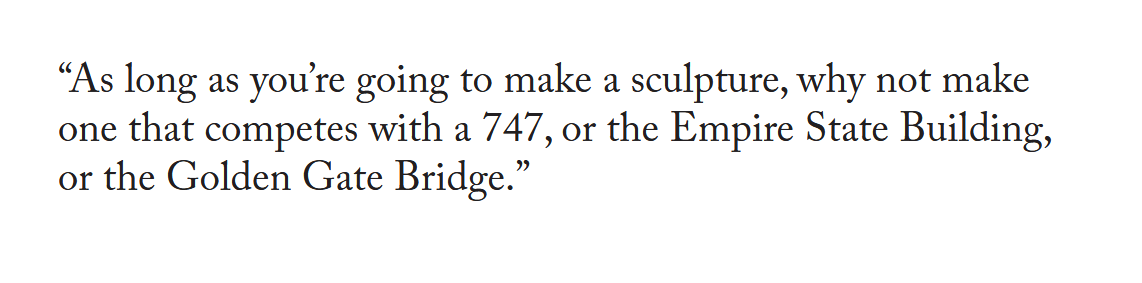 “As long as you’re going to make a sculpture, why not make
one that competes with a 747, or the Empire State Building,
or the Golden Gate Bridge.”